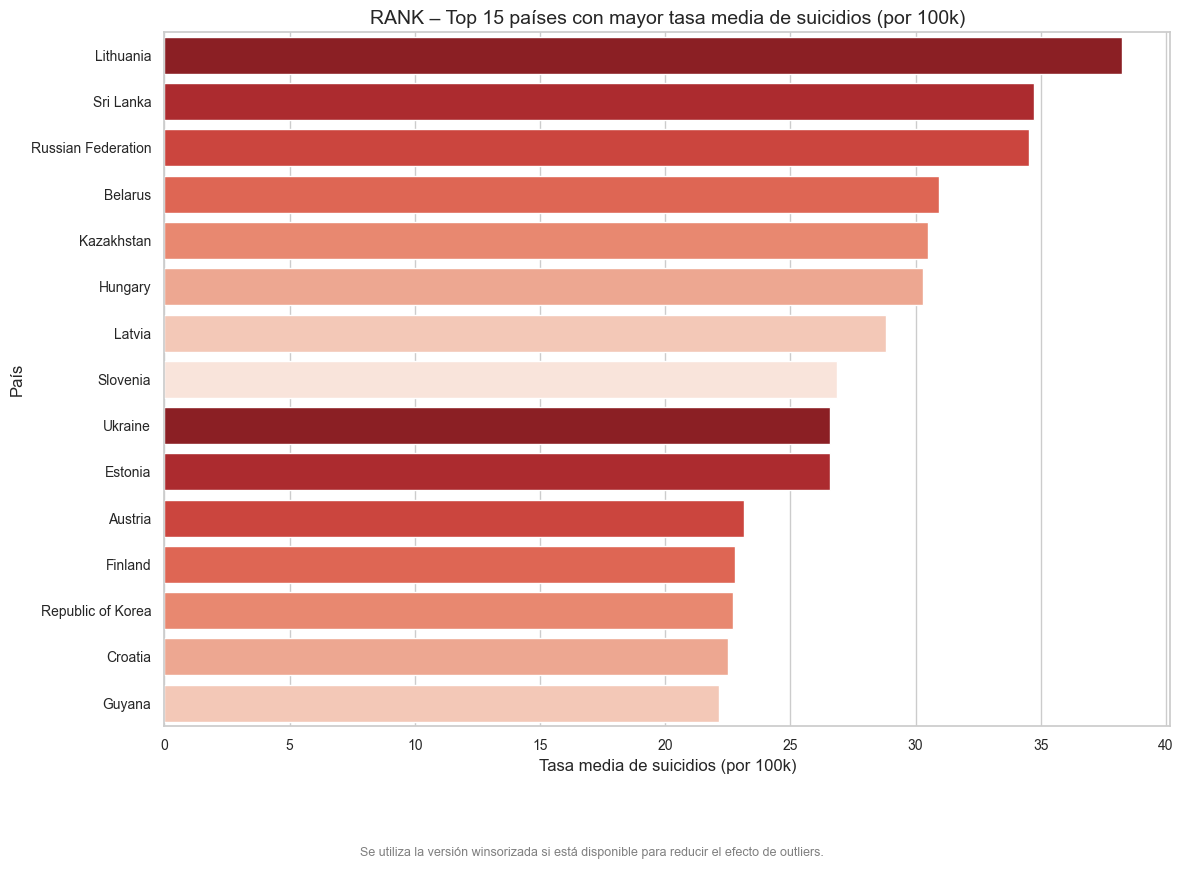 RANK – Top 15 países con mayor tasa media de suicidios (por 100k)
País
Lithuania
Sri Lanka
Russian Federation
Belarus
Kazakhstan
Hungary
Latvia
Slovenia
Ukraine
Estonia
Austria
Finland
Republic of Korea
Croatia
Guyana
0 5 10 15 20 25 30 35 40
Tasa media de suicidios (por 100k)
Se utiliza la versión winsorizada si está disponible para reducir el efecto de outliers.